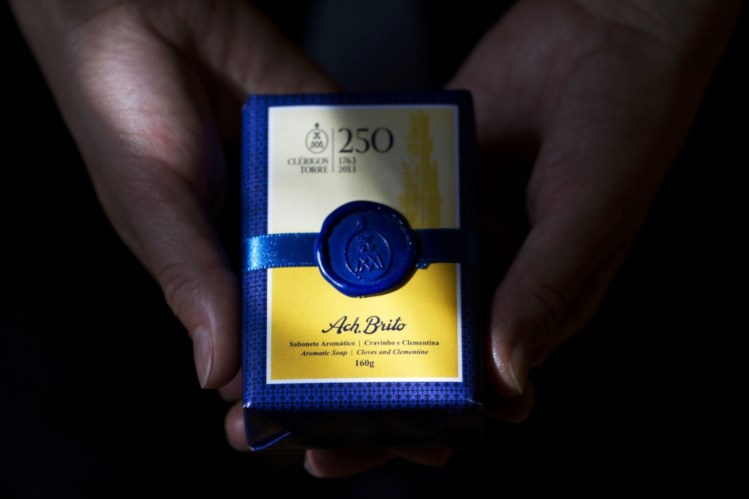 250
CLÉRIGOS
TORRE
1763
2013
Ach. Brito
Sabonete Aromático | Cravinho e Clementina
Aromatic Soap | Cloves and Clementine
160g